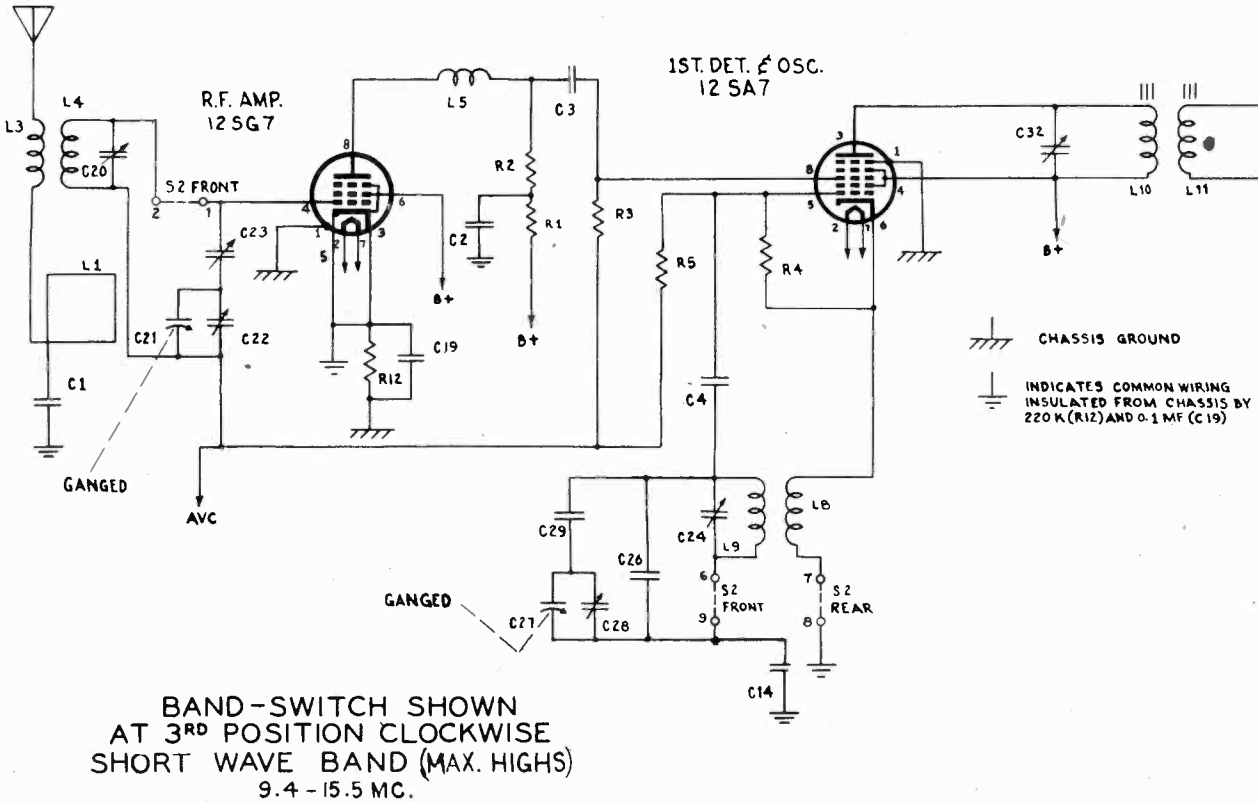 L3
L4
C20
R.F. AMP.
12SG7
S2 FRONT
2
1
C23
L1
C21
C22
C1
GANGED
AVC
8
4
6
1
2
7
3
5
B+
R12
C19
L5
C3
R2
C2
R1
B+
R3
1ST. DET. & OSC.
12SA7
3
1
8
5
4
2
7
6
R5
R4
C4
C32
L10
L11
B+
CHASSIS GROUND
INDICATES COMMON WIRING
INSULATED FROM CHASSIS BY
220K (R12) AND 0.1 MF (C19)
C29
C26
C24
L9
L8
6
S2
FRONT
9
7
S2
REAR
8
GANGED
C27
C28
C14
BAND-SWITCH SHOWN
AT 3RD POSITION CLOCKWISE
SHORT WAVE BAND (MAX. HIGHS)
9.4-15.5 MC.